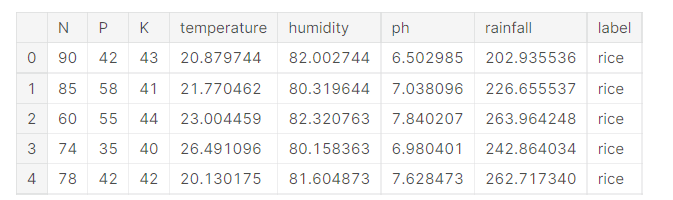 N P K temperature humidity ph rainfall label
0 90 42 43 20.879744 82.002744 6.502985 202.935536 rice
1 85 58 41 21.770462 80.319644 7.038096 226.655537 rice
2 60 55 44 23.004459 82.320763 7.840207 263.964248 rice
3 74 35 40 26.491096 80.158363 6.980401 242.864034 rice
4 78 42 42 20.130175 81.604873 7.628473 262.717340 rice